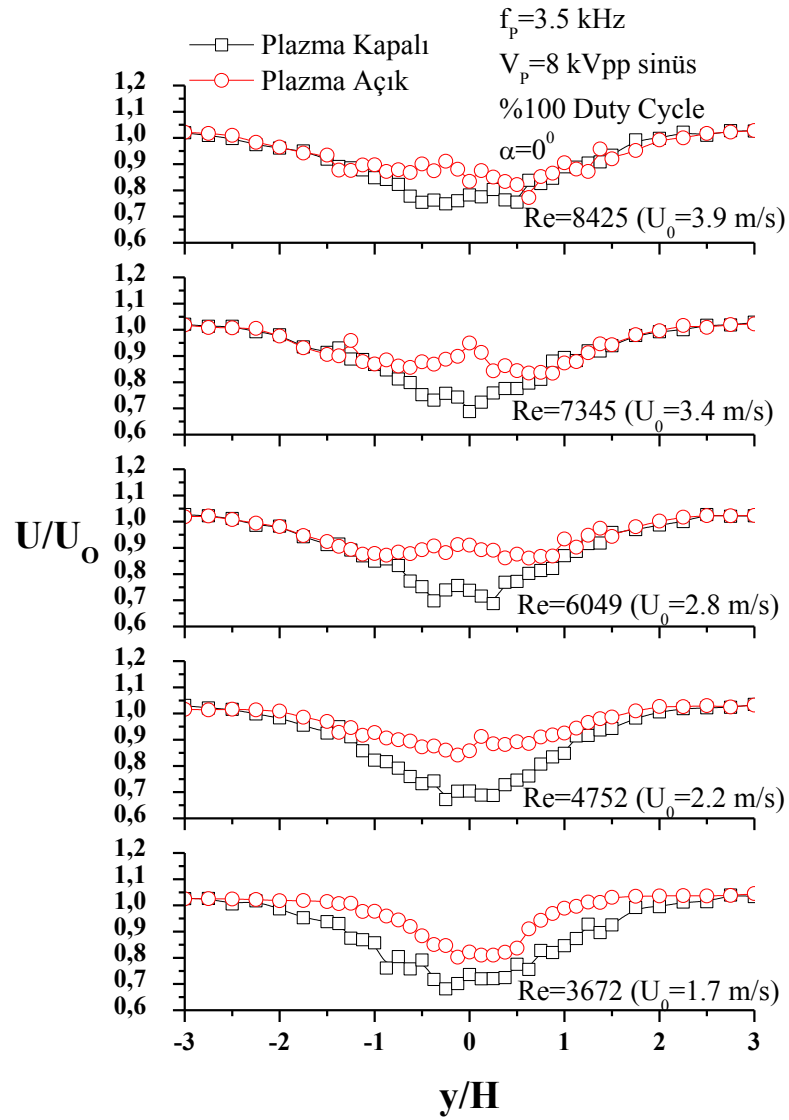 Plazma Kapalı
Plazma Açık
f_P=3.5 kHz
V_P=8 kVpp sinüs
%100 Duty Cycle
α=0⁰
1,2
1,1
1.0
0,9
0,8
0,7
0,6
Re=8425 (U_0=3.9 m/s)
1,2
1,1
1.0
0,9
0,8
0,7
0,6
Re=7345 (U_0=3.4 m/s)
1,2
1,1
1.0
0,9
0,8
0,7
0,6
Re=6049 (U_0=2.8 m/s)
1,2
1,1
1.0
0,9
0,8
0,7
0,6
Re=4752 (U_0=2.2 m/s)
1,2
1,1
1.0
0,9
0,8
0,7
0,6
Re=3672 (U_0=1.7 m/s)
U/U_O
-3 -2 -1 0 1 2 3
y/H